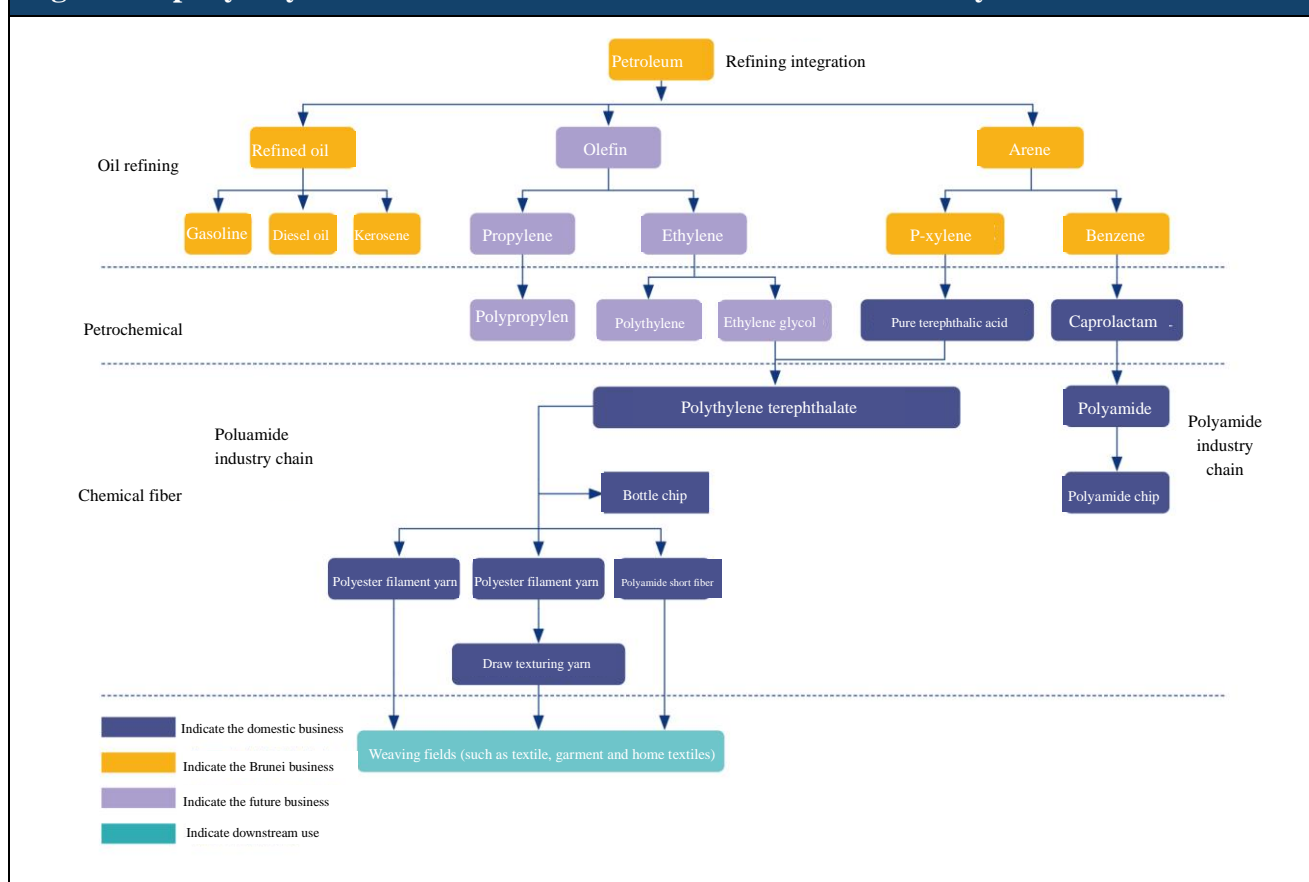 Petroleum
Refining integration
Refined oil
Olefin
Arene
Oil refining
Gasoline
Diesel oil
Kerosene
Propylene
Ethylene
P-xylene
Benzene
Petrochemical
Polypropylen
Polythylene
Ethylene glycol
Pure terephthalic acid
Caprolactam
Polythylene terephthalate
Polyamide
Poluamide
industry chain
Polyamide
industry
chain
Chemical fiber
Bottle chip
Polyamide chip
Polyester filament yarn
Polyester filament yarn
Polyamide short fiber
Draw texturing yarn
Indicate the domestic business
Weaving fields (such as textile, garment and home textiles)
Indicate the Brunei business
Indicate the future business
Indicate downstream use